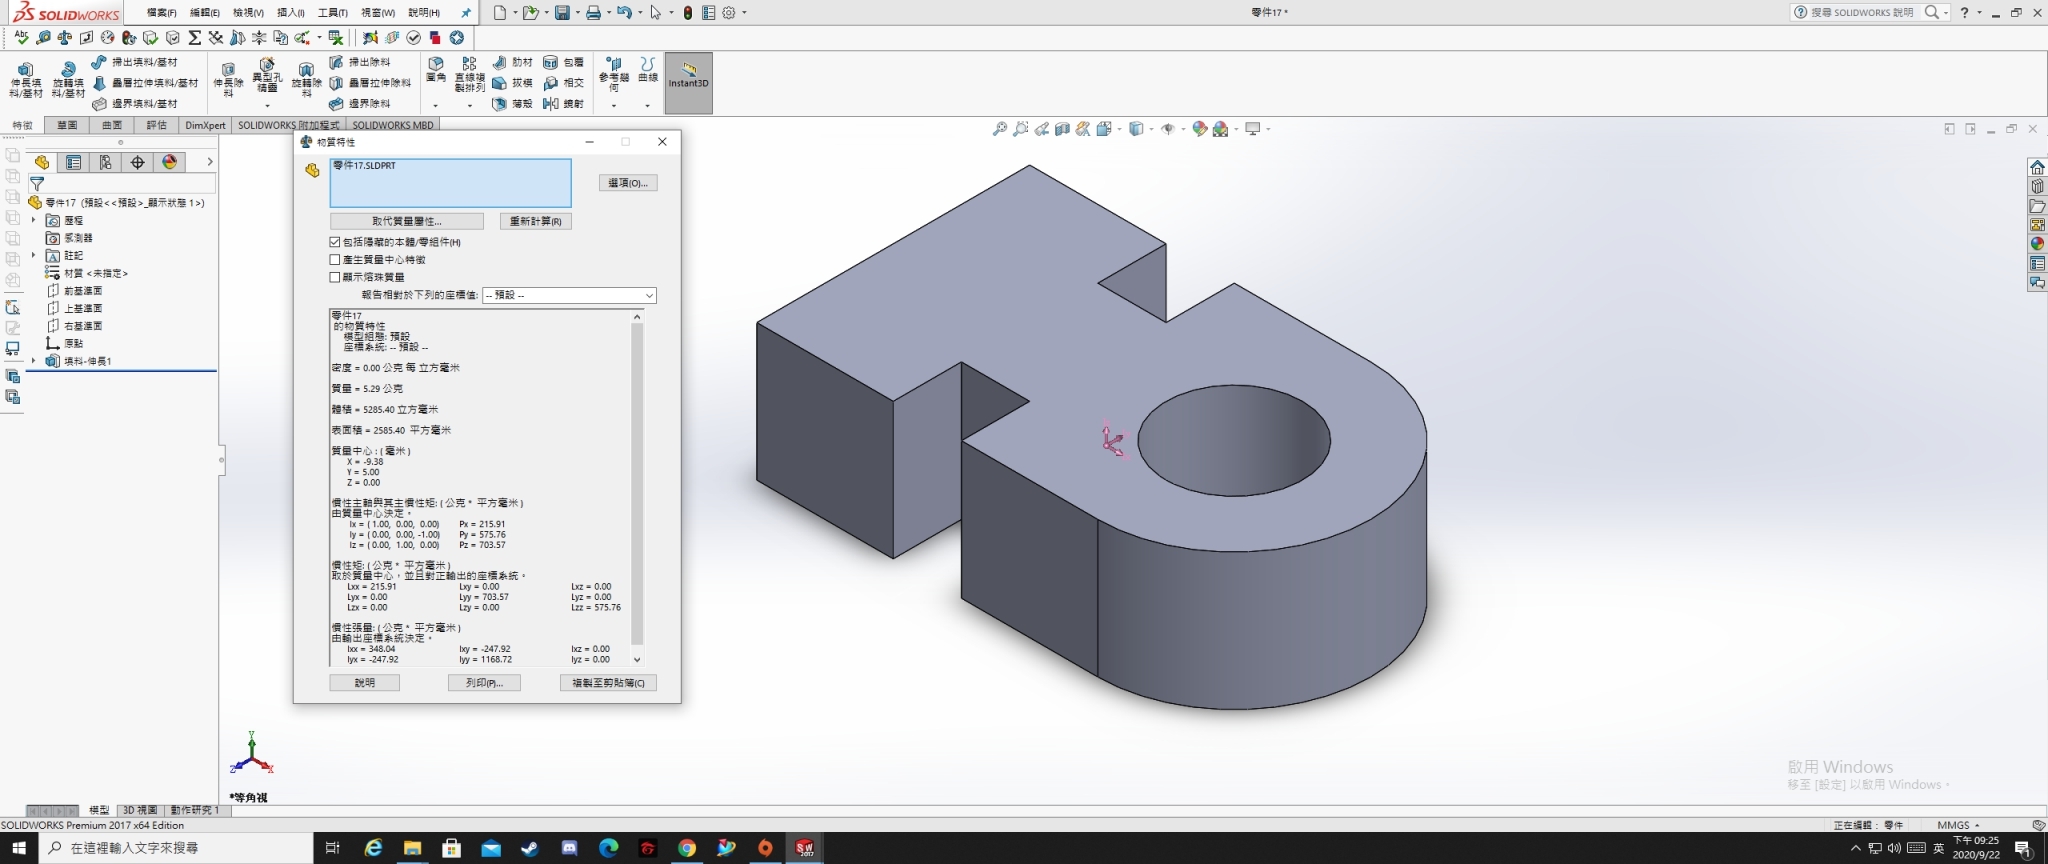 SOLIDWORKS 檔案(F) 編輯(E) 檢視(V) 插入(I) 工具(T) 視窗(W) 說明(H) 零件17 * 搜尋 SOLIDWORKS 說明
伸長填料/基材 旋轉填料/基材 掃出填料/基材 疊層拉伸填料/基材 邊界填料/基材 伸長除料 異型孔精靈 旋轉除料 掃出除料 疊層拉伸除料 邊界除料 圓角 直線複製排列 肋材 拔模 薄殼 包覆 相交 鏡射 參考幾何 曲線 Instant3D
特徵 草圖 曲面 評估 DimXpert SOLIDWORKS 附加程式 SOLIDWORKS MBD
零件17 (預設<<預設>_顯示狀態 1>)
歷程
感測器
註記
材質 <未指定>
前基準面
上基準面
右基準面
原點
填料-伸長1
物質特性
零件17.SLDPRT
選項(O)...
取代質量屬性... 重新計算(R)
包括隱藏的本體/零組件(H)
產生質量中心特徵
顯示熔珠質量
報告相對於下列的座標值: -- 預設 --
零件17
的物質特性
模型組態: 預設
座標系統: -- 預設 --
密度 = 0.00 公克 每 立方毫米
質量 = 5.29 公克
體積 = 5285.40 立方毫米
表面積 = 2585.40 平方毫米
質量中心 : ( 毫米 )
X = -9.38
Y = 5.00
Z = 0.00
慣性主軸與其主慣性矩: ( 公克 * 平方毫米 )
由質量中心決定。
Ix = ( 1.00, 0.00, 0.00) Px = 215.91
Iy = ( 0.00, 0.00, -1.00) Py = 575.76
Iz = ( 0.00, 1.00, 0.00) Pz = 703.57
慣性矩: ( 公克 * 平方毫米 )
取於質量中心，並且對正輸出的座標系統。
Lxx = 215.91 Lxy = 0.00 Lxz = 0.00
Lyx = 0.00 Lyy = 703.57 Lyz = 0.00
Lzx = 0.00 Lzy = 0.00 Lzz = 575.76
慣性張量: ( 公克 * 平方毫米 )
由輸出座標系統決定。
Ixx = 348.04 Ixy = -247.92 Ixz = 0.00
Iyx = -247.92 Iyy = 1168.72 Iyz = 0.00
說明 列印(P)... 複製至剪貼簿(C)
Y
Z X
*等角視
啟用 Windows
移至 [設定] 以啟用 Windows。
模型 3D 視圖 動作研究 1
SOLIDWORKS Premium 2017 x64 Edition 正在編輯： 零件 MMGS
在這裡輸入文字來搜尋 英 下午 09:25
2020/9/22